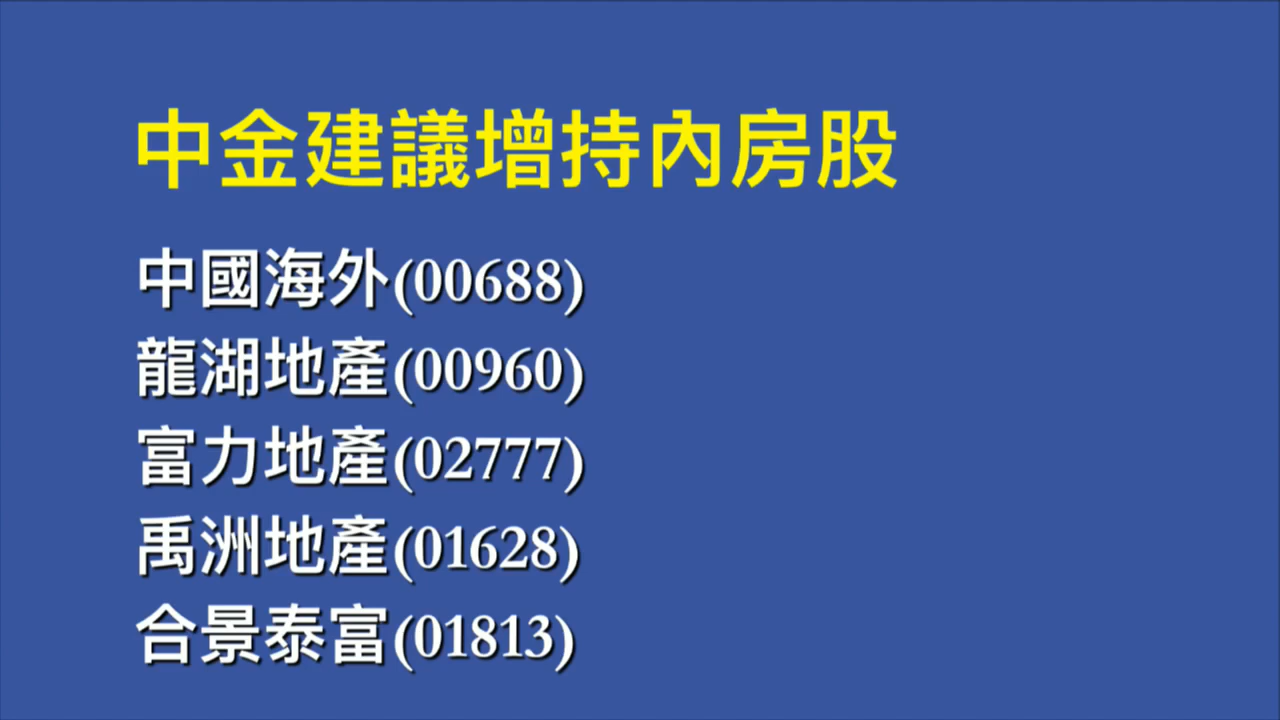 中金建議增持內房股
中國海外(00688)
龍湖地產(00960)
富力地產(02777)
禹洲地產(01628)
合景泰富(01813)